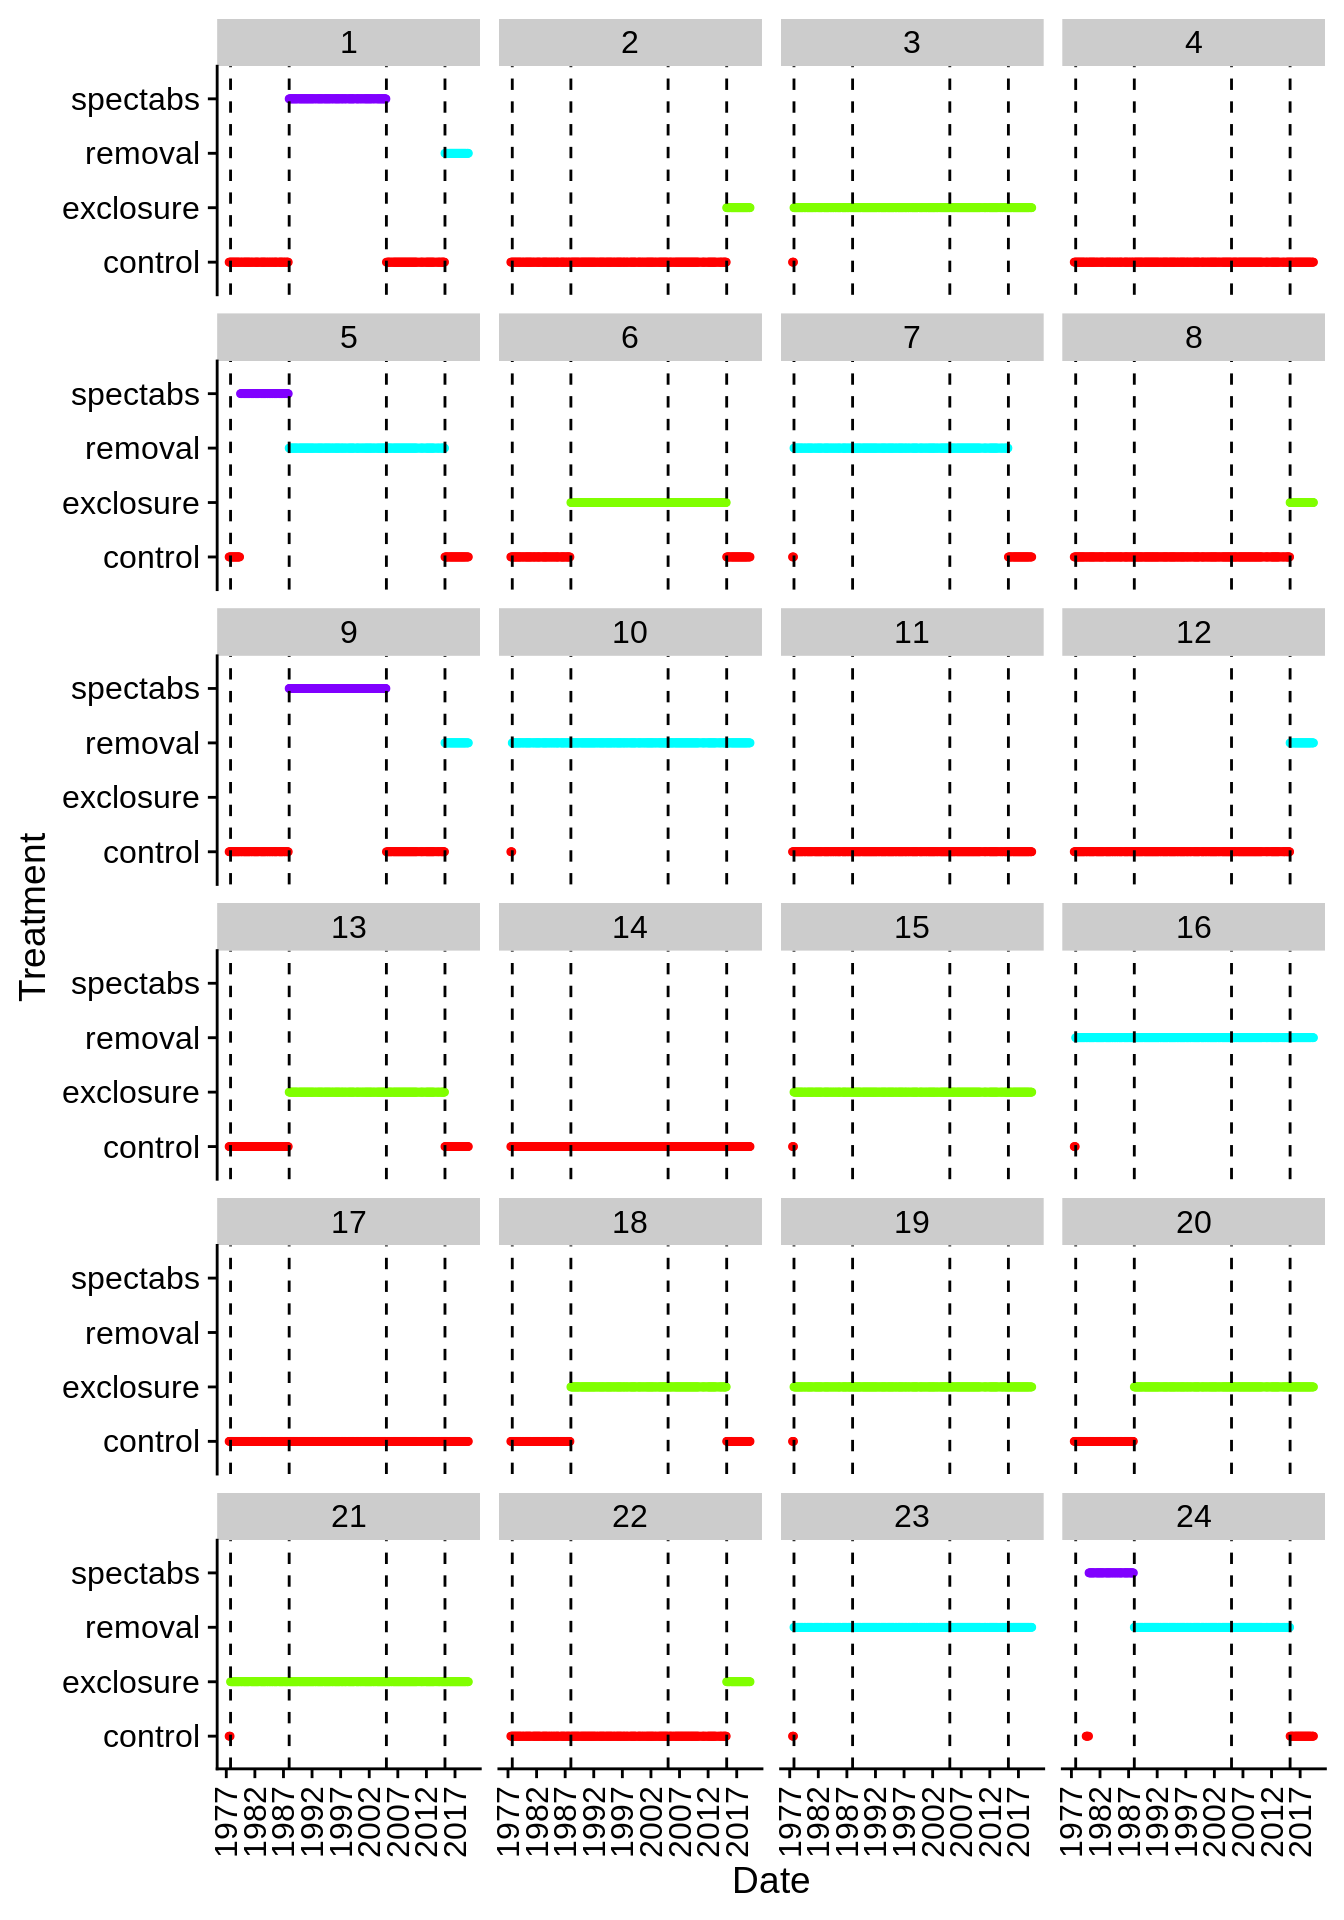 1 2 3 4
spectabs
removal
exclosure
control
5 6 7 8
spectabs
removal
exclosure
control
9 10 11 12
spectabs
removal
exclosure
control
13 14 15 16
spectabs
removal
exclosure
control
17 18 19 20
spectabs
removal
exclosure
control
21 22 23 24
spectabs
removal
exclosure
control
1977 1982 1987 1992 1997 2002 2007 2012 2017 1977 1982 1987 1992 1997 2002 2007 2012 2017 1977 1982 1987 1992 1997 2002 2007 2012 2017 1977 1982 1987 1992 1997 2002 2007 2012 2017
Date
Treatment